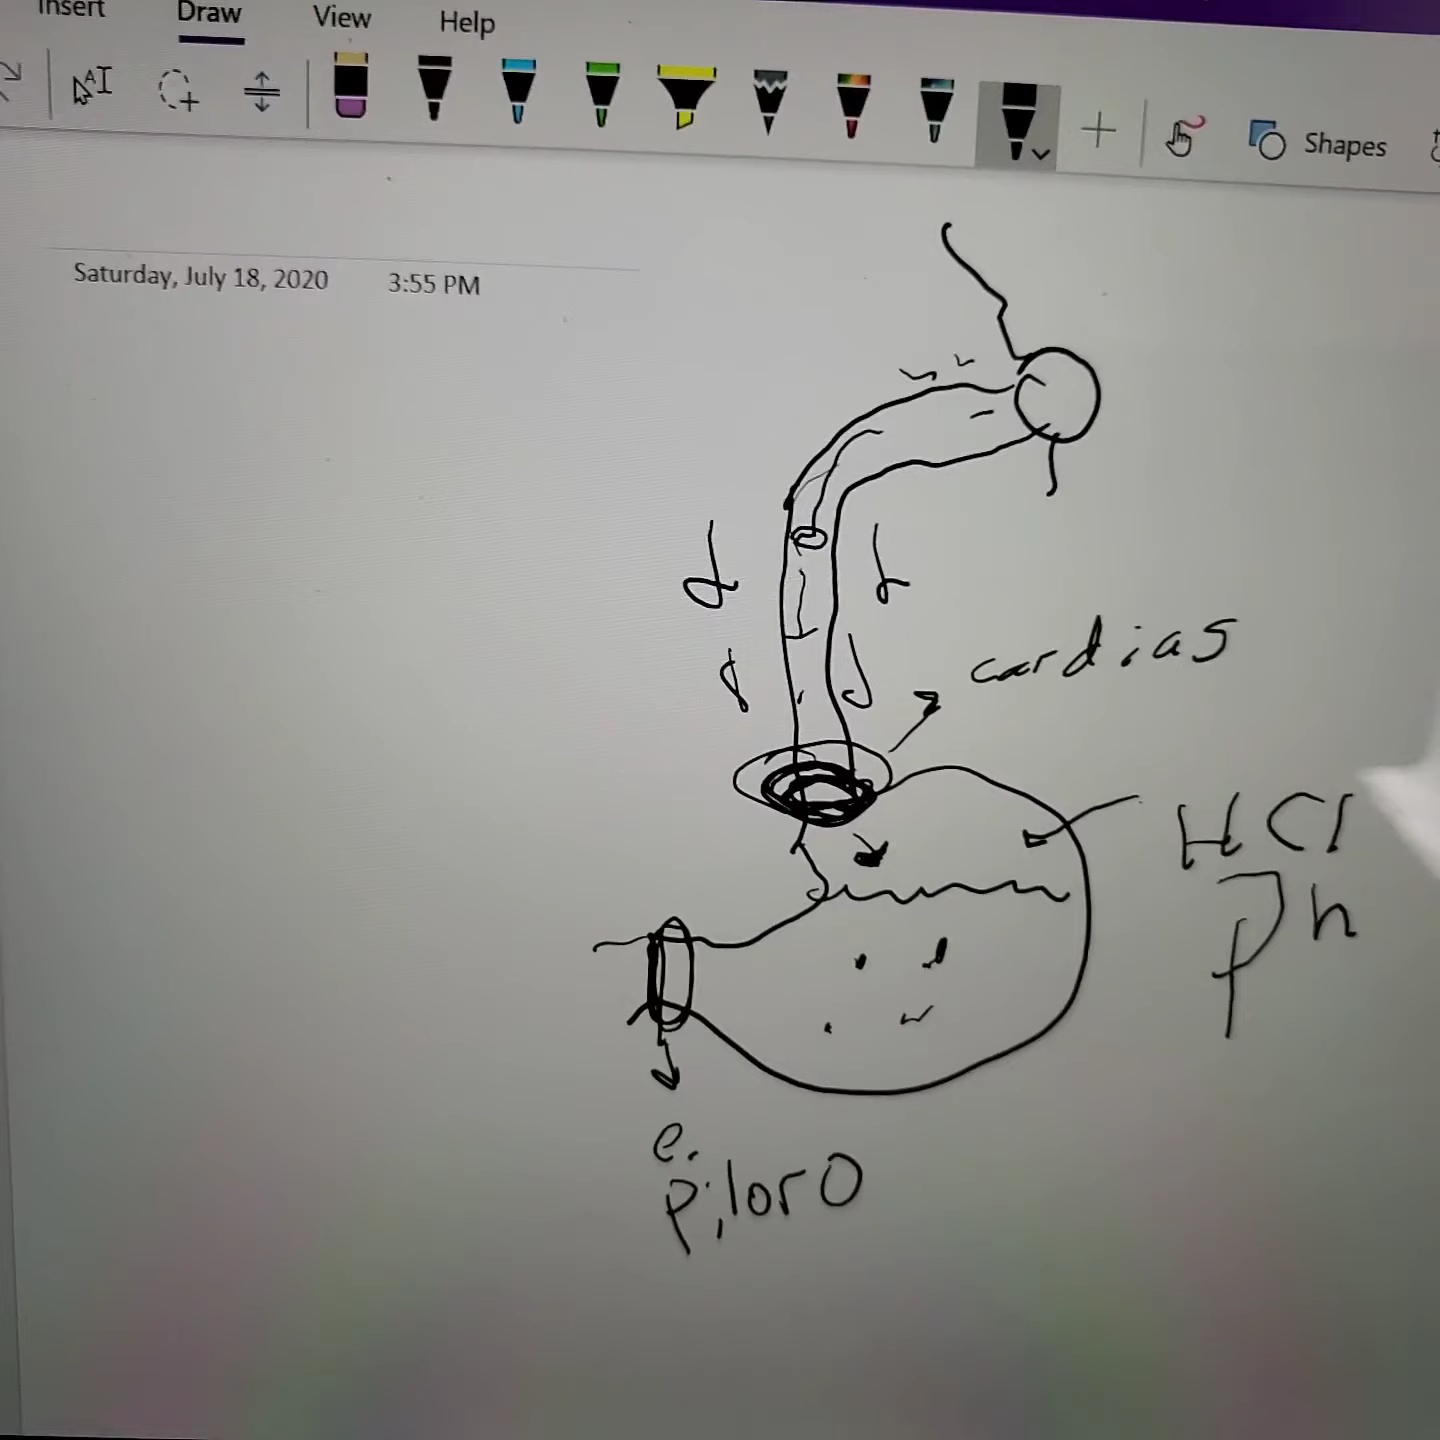 Insert Draw View Help
Shapes
Saturday, July 18, 2020 3:55 PM
cardias
HCl
Ph
e.
piloro